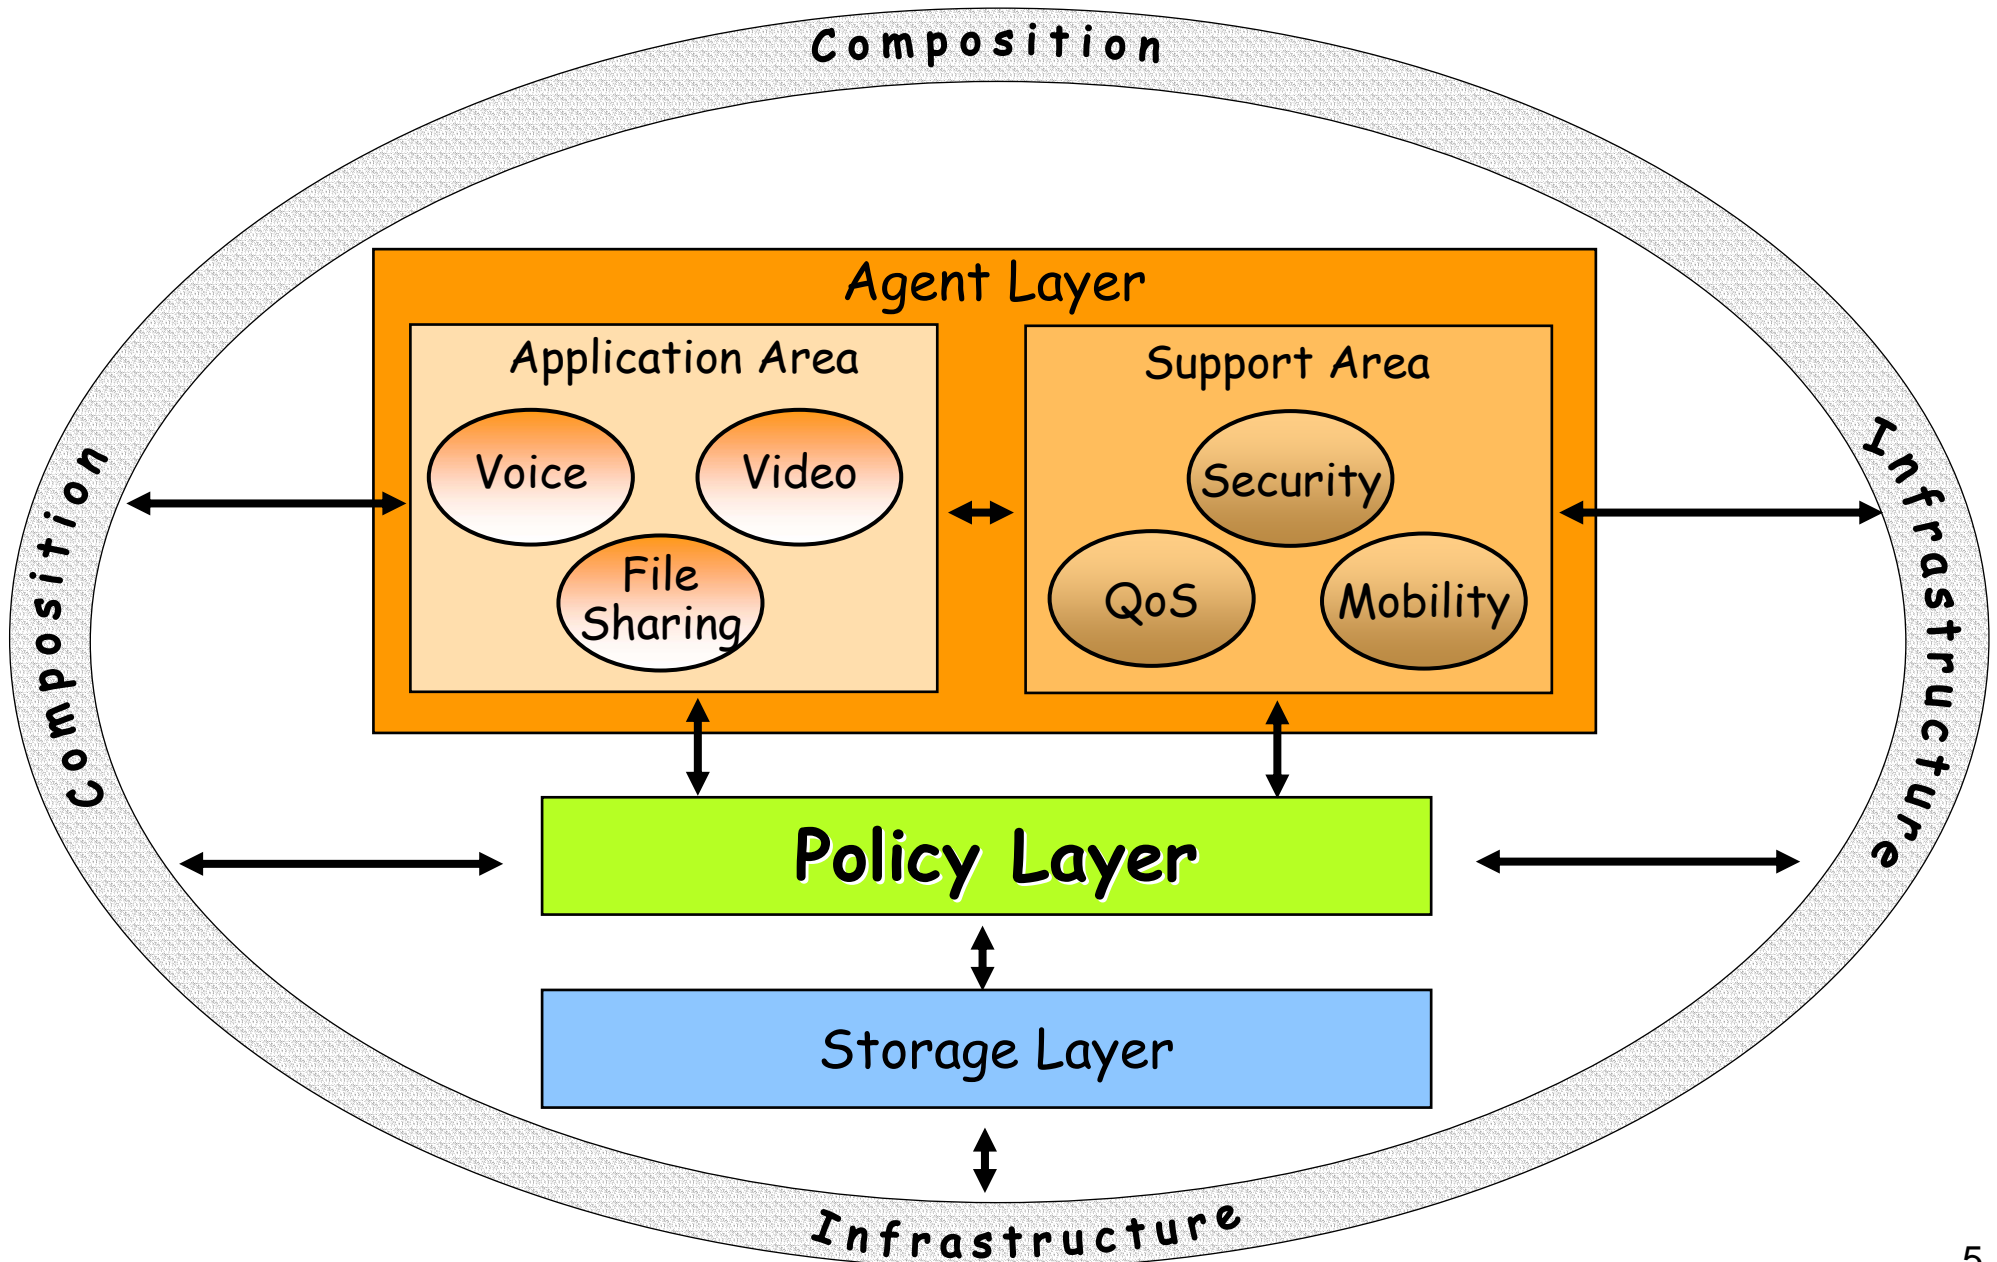 Composition
Agent Layer
Application Area
Support Area
Voice
Video
Security
File
Sharing
QoS
Mobility
Composition
Infrastructure
Policy Layer
Storage Layer
Infrastructure
5